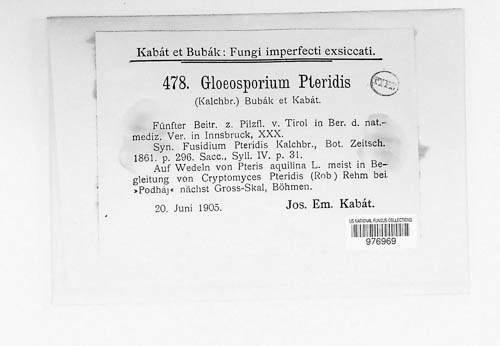 Kabát et Bubák: Fungi imperfecti exsiccati.
478. Gloeosporium Pteridis
(Kalchbr.) Bubák et Kabát.
Fünfter Beitr. z. Pilzfl. v. Tirol in Ber. d. nat.-
mediz. Ver. in Innsbruck, XXX.
Syn. Fusidium Pteridis Kalchbr., Bot. Zeitsch.
1861. p. 296. Sacc., Syll. IV. p. 31.
Auf Wedeln von Pteris aquilina L. meist in Be-
gleitung von Cryptomyces Pteridis (Rob) Rehm bei
»Podháj« nächst Gross-Skal, Böhmen.
20. Juni 1905.
Jos. Em. Kabát.
US NATIONAL FUNGUS COLLECTIONS
976969